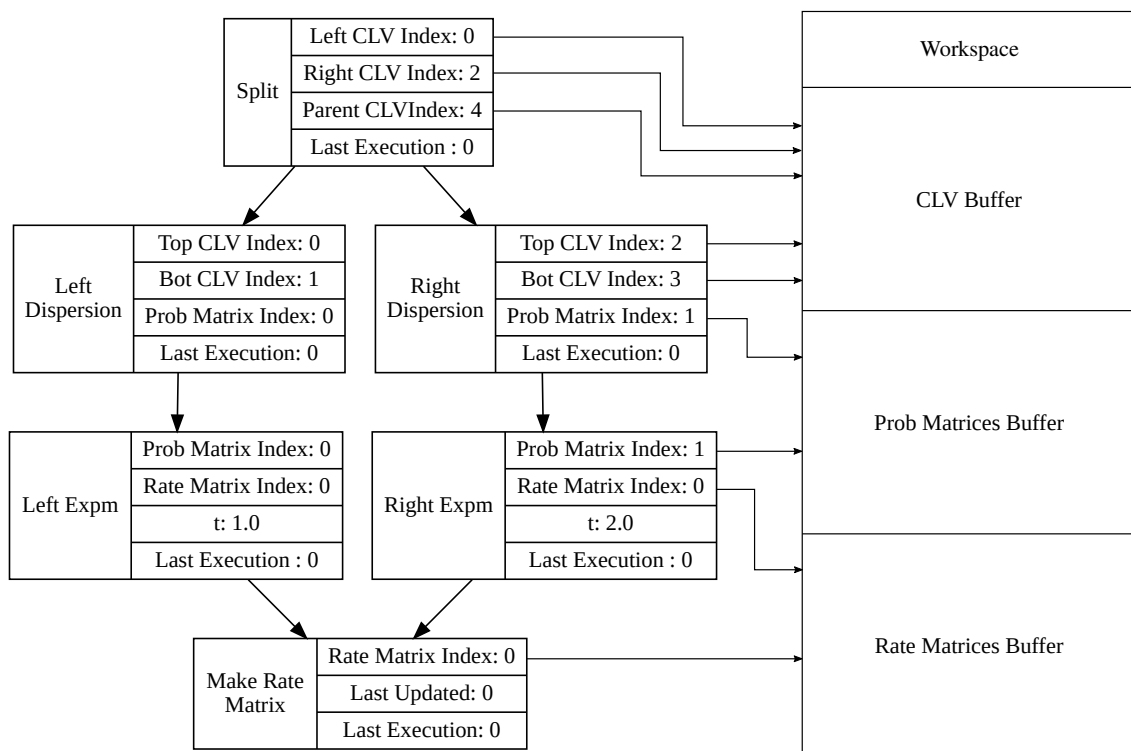 Split
Left CLV Index: 0
Right CLV Index: 2
Parent CLVIndex: 4
Last Execution : 0
Left
Dispersion
Top CLV Index: 0
Bot CLV Index: 1
Prob Matrix Index: 0
Last Execution: 0
Right
Dispersion
Top CLV Index: 2
Bot CLV Index: 3
Prob Matrix Index: 1
Last Execution: 0
Left Expm
Prob Matrix Index: 0
Rate Matrix Index: 0
t: 1.0
Last Execution : 0
Right Expm
Prob Matrix Index: 1
Rate Matrix Index: 0
t: 2.0
Last Execution : 0
Make Rate
Matrix
Rate Matrix Index: 0
Last Updated: 0
Last Execution: 0
Workspace
CLV Buffer
Prob Matrices Buffer
Rate Matrices Buffer